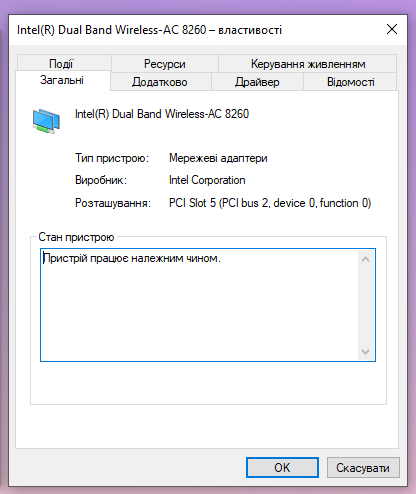 Intel(R) Dual Band Wireless-AC 8260 – властивості
Події Ресурси Керування живленням
Загальні Додатково Драйвер Відомості
Intel(R) Dual Band Wireless-AC 8260
Тип пристрою: Мережеві адаптери
Виробник: Intel Corporation
Розташування: PCI Slot 5 (PCI bus 2, device 0, function 0)
Стан пристрою
Пристрій працює належним чином.
OK Скасувати